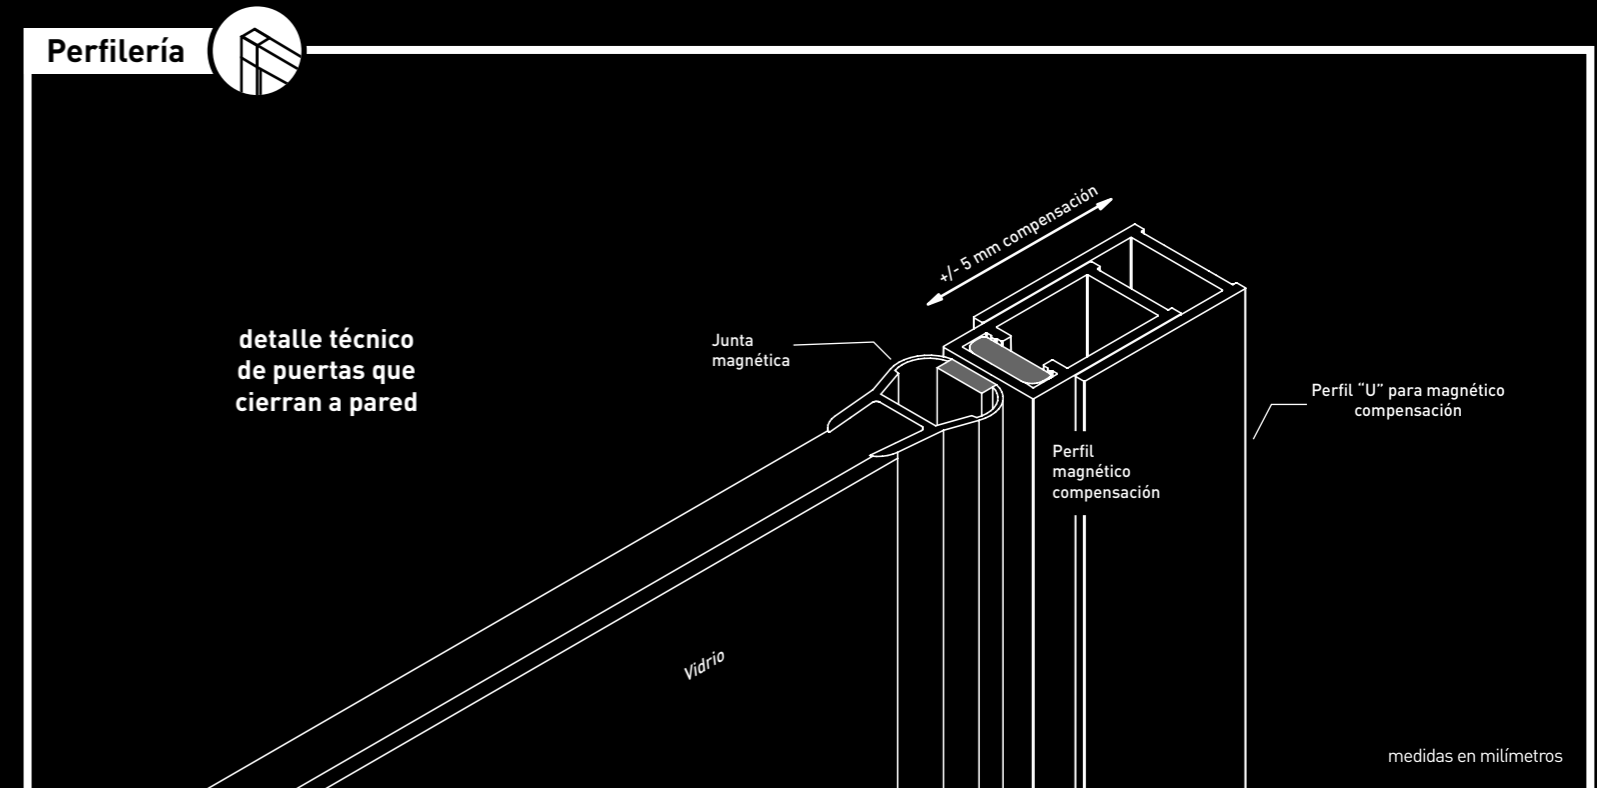 Perfilería
+/- 5 mm compensación
detalle técnico
de puertas que
cierran a pared
Junta
magnética
Perfil “U” para magnético
compensación
Perfil
magnético
compensación
Vidrio
medidas en milímetros